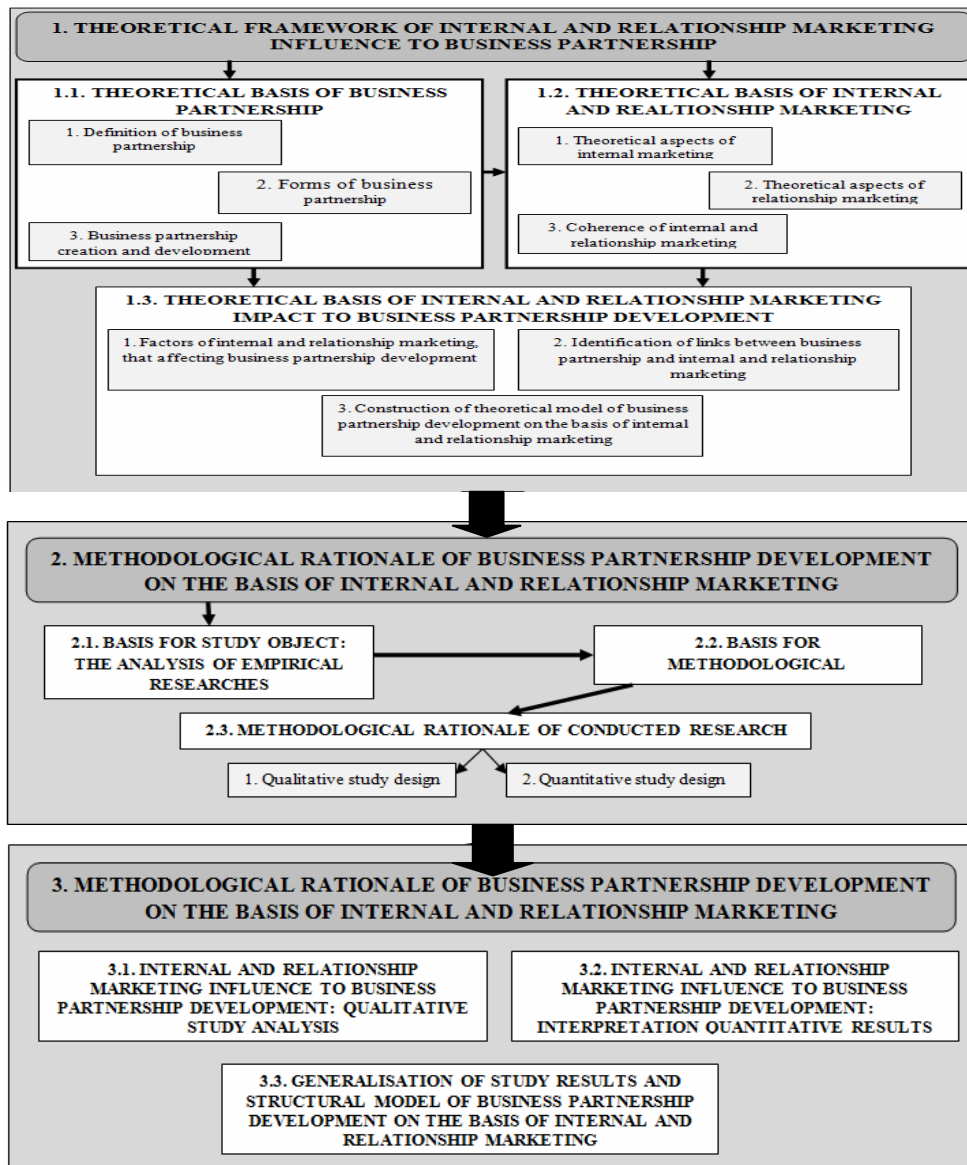 1. THEORETICAL FRAMEWORK OF INTERNAL AND RELATIONSHIP MARKETING
INFLUENCE TO BUSINESS PARTNERSHIP
1.1. THEORETICAL BASIS OF BUSINESS
PARTNERSHIP
1. Definition of business
partnership
2. Forms of business
partnership
3. Business partnership
creation and development
1.2. THEORETICAL BASIS OF INTERNAL
AND REALTIONSHIP MARKETING
1. Theoretical aspects of
internal marketing
2. Theoretical aspects of
relationship marketing
3. Coherence of internal and
relationship marketing
1.3. THEORETICAL BASIS OF INTERNAL AND RELATIONSHIP MARKETING
IMPACT TO BUSINESS PARTNERSHIP DEVELOPMENT
1. Factors of internal and relationship marketing,
that affecting business partnership development
2. Identification of links between
business partnership and internal and relationship
marketing
3. Construction of theoretical model of business
partnership development on the basis of internal
and relationship marketing
2. METHODOLOGICAL RATIONALE OF BUSINESS PARTNERSHIP DEVELOPMENT
ON THE BASIS OF INTERNAL AND RELATIONSHIP MARKETING
2.1. BASIS FOR STUDY OBJECT:
THE ANALYSIS OF EMPIRICAL
RESEARCHES
2.2. BASIS FOR
METHODOLOGICAL
2.3. METHODOLOGICAL RATIONALE OF CONDUCTED RESEARCH
1. Qualitative study design
2. Quantitative study design
3. METHODOLOGICAL RATIONALE OF BUSINESS PARTNERSHIP DEVELOPMENT
ON THE BASIS OF INTERNAL AND RELATIONSHIP MARKETING
3.1. INTERNAL AND RELATIONSHIP
MARKETING INFLUENCE TO BUSINESS
PARTNERSHIP DEVELOPMENT: QUALITATIVE
STUDY ANALYSIS
3.2. INTERNAL AND RELATIONSHIP
MARKETING INFLUENCE TO BUSINESS
PARTNERSHIP DEVELOPMENT:
INTERPRETATION QUANTITATIVE RESULTS
3.3. GENERALISATION OF STUDY RESULTS AND
STRUCTURAL MODEL OF BUSINESS PARTNERSHIP
DEVELOPMENT ON THE BASIS OF INTERNAL AND
RELATIONSHIP MARKETING